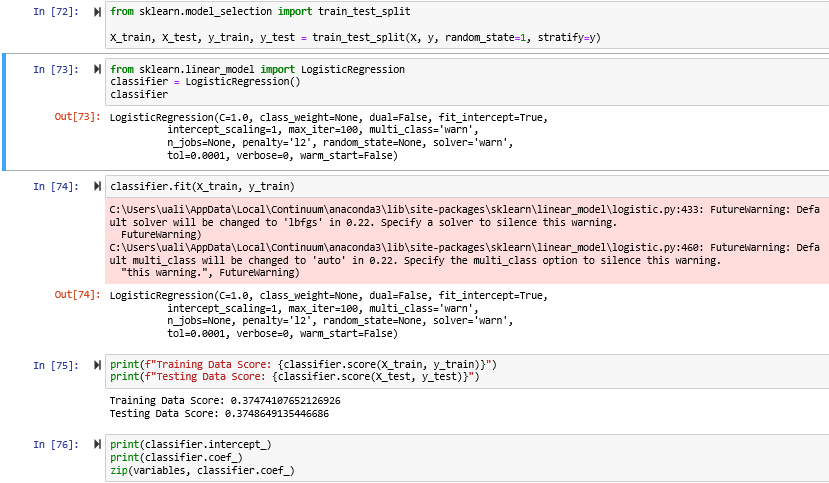 In [72]:
from sklearn.model_selection import train_test_split
X_train, X_test, y_train, y_test = train_test_split(X, y, random_state=1, stratify=y)
In [73]:
from sklearn.linear_model import LogisticRegression
classifier = LogisticRegression()
classifier
Out[73]:
LogisticRegression(C=1.0, class_weight=None, dual=False, fit_intercept=True,
intercept_scaling=1, max_iter=100, multi_class='warn',
n_jobs=None, penalty='l2', random_state=None, solver='warn',
tol=0.0001, verbose=0, warm_start=False)
In [74]:
classifier.fit(X_train, y_train)
C:\Users\uali\AppData\Local\Continuum\anaconda3\lib\site-packages\sklearn\linear_model\logistic.py:433: FutureWarning: Defa
ult solver will be changed to 'lbfgs' in 0.22. Specify a solver to silence this warning.
FutureWarning)
C:\Users\uali\AppData\Local\Continuum\anaconda3\lib\site-packages\sklearn\linear_model\logistic.py:460: FutureWarning: Defa
ult multi_class will be changed to 'auto' in 0.22. Specify the multi_class option to silence this warning.
"this warning.", FutureWarning)
Out[74]:
LogisticRegression(C=1.0, class_weight=None, dual=False, fit_intercept=True,
intercept_scaling=1, max_iter=100, multi_class='warn',
n_jobs=None, penalty='l2', random_state=None, solver='warn',
tol=0.0001, verbose=0, warm_start=False)
In [75]:
print(f"Training Data Score: {classifier.score(X_train, y_train)}")
print(f"Testing Data Score: {classifier.score(X_test, y_test)}")
Training Data Score: 0.37474107652126926
Testing Data Score: 0.3748649135446686
In [76]:
print(classifier.intercept_)
print(classifier.coef_)
zip(variables, classifier.coef_)